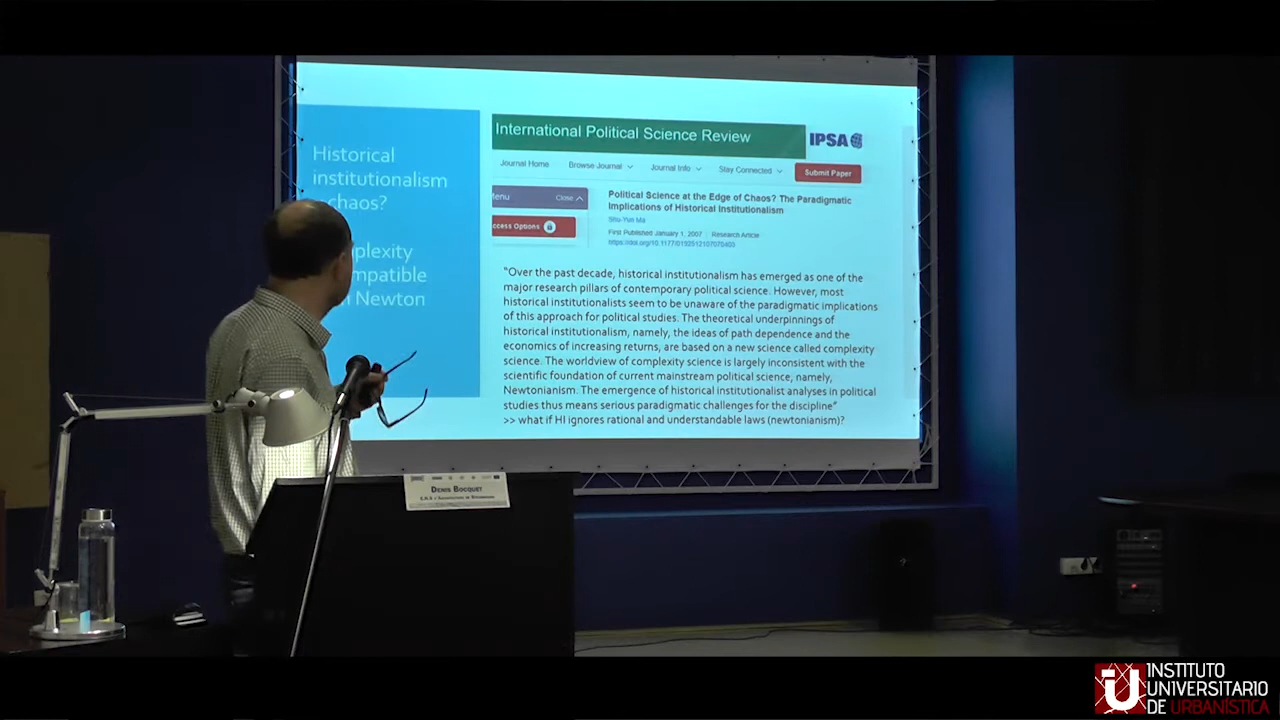 Historical
institutionalism
chaos?
Complexity
Newton
International Political Science Review
IPSA
Journal Home
Browse Journal
Journal Info
Stay Connected
Submit Paper
Menu
Close
Access Options
Political Science at the Edge of Chaos? The Paradigmatic
Implications of Historical Institutionalism
Shu-Yun Ma
First Published January 1, 2007 Research Article
“Over the past decade, historical institutionalism has emerged as one of the
major research pillars of contemporary political science. However, most
historical institutionalists seem to be unaware of the paradigmatic implications
of this approach for political studies. The theoretical underpinnings of
historical institutionalism, namely, the ideas of path dependence and the
economics of increasing returns, are based on a new science called complexity
science. The worldview of complexity science is largely inconsistent with the
scientific foundation of current mainstream political science, namely,
Newtonianism. The emergence of historical institutionalist analyses in political
studies thus means serious paradigmatic challenges for the discipline”
>> what if HI ignores rational and understandable laws (newtonianism)?
DENIS BOCQUET
iU INSTITUTO
UNIVERSITARIO
DE URBANÍSTICA